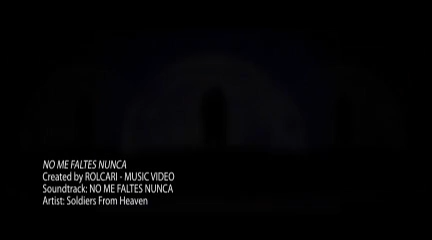 NO ME FALTES NUNCA
Created by ROLCARI - MUSIC VIDEO
Soundtrack: NO ME FALTES NUNCA
Artist: Soldiers From Heaven